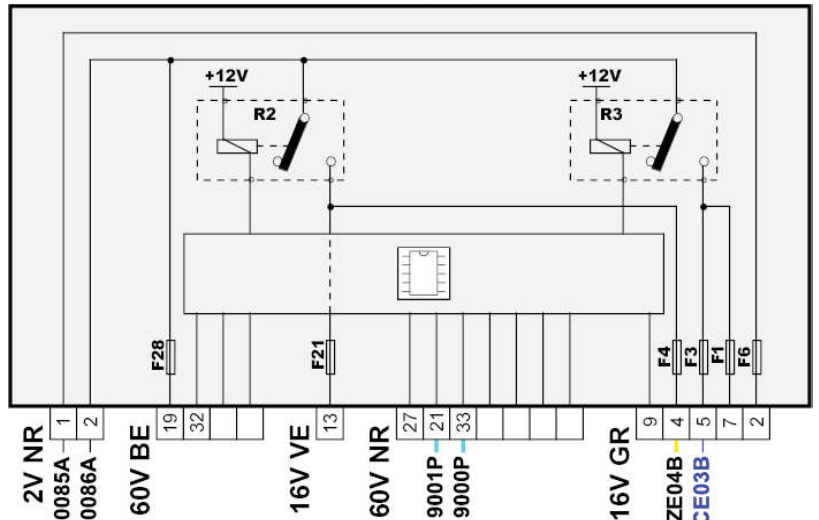 +12V
R2
+12V
R3
F28
F21
F4
F3
F1
F6
1
2
19
32
13
27
21
33
9
4
5
7
2
2V NR
0085A
0086A
60V BE
16V VE
60V NR
9001P
9000P
16V GR
ZE04B
CE03B